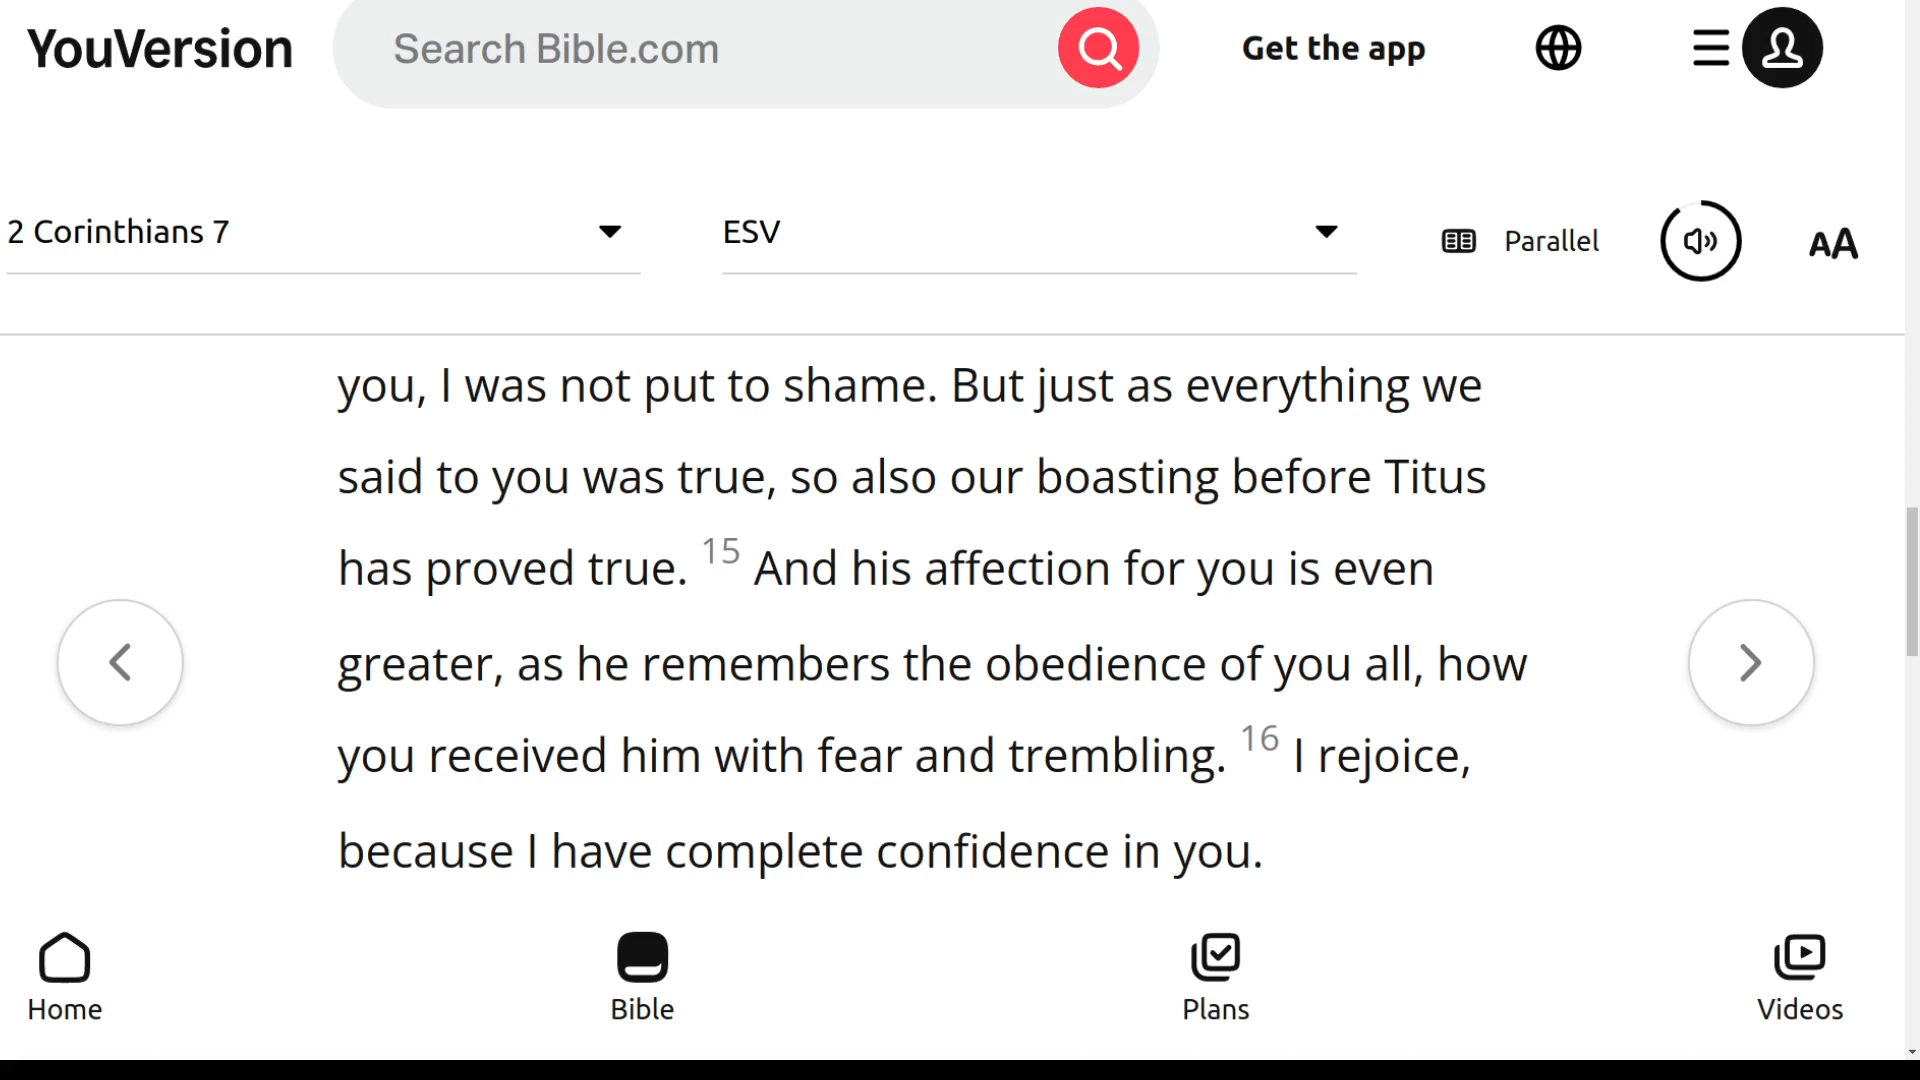 YouVersion
Search Bible.com
Get the app
2 Corinthians 7
ESV
Parallel
AA
you, I was not put to shame. But just as everything we
said to you was true, so also our boasting before Titus
has proved true. 15 And his affection for you is even
greater, as he remembers the obedience of you all, how
you received him with fear and trembling. 16 I rejoice,
because I have complete confidence in you.
Home
Bible
Plans
Videos